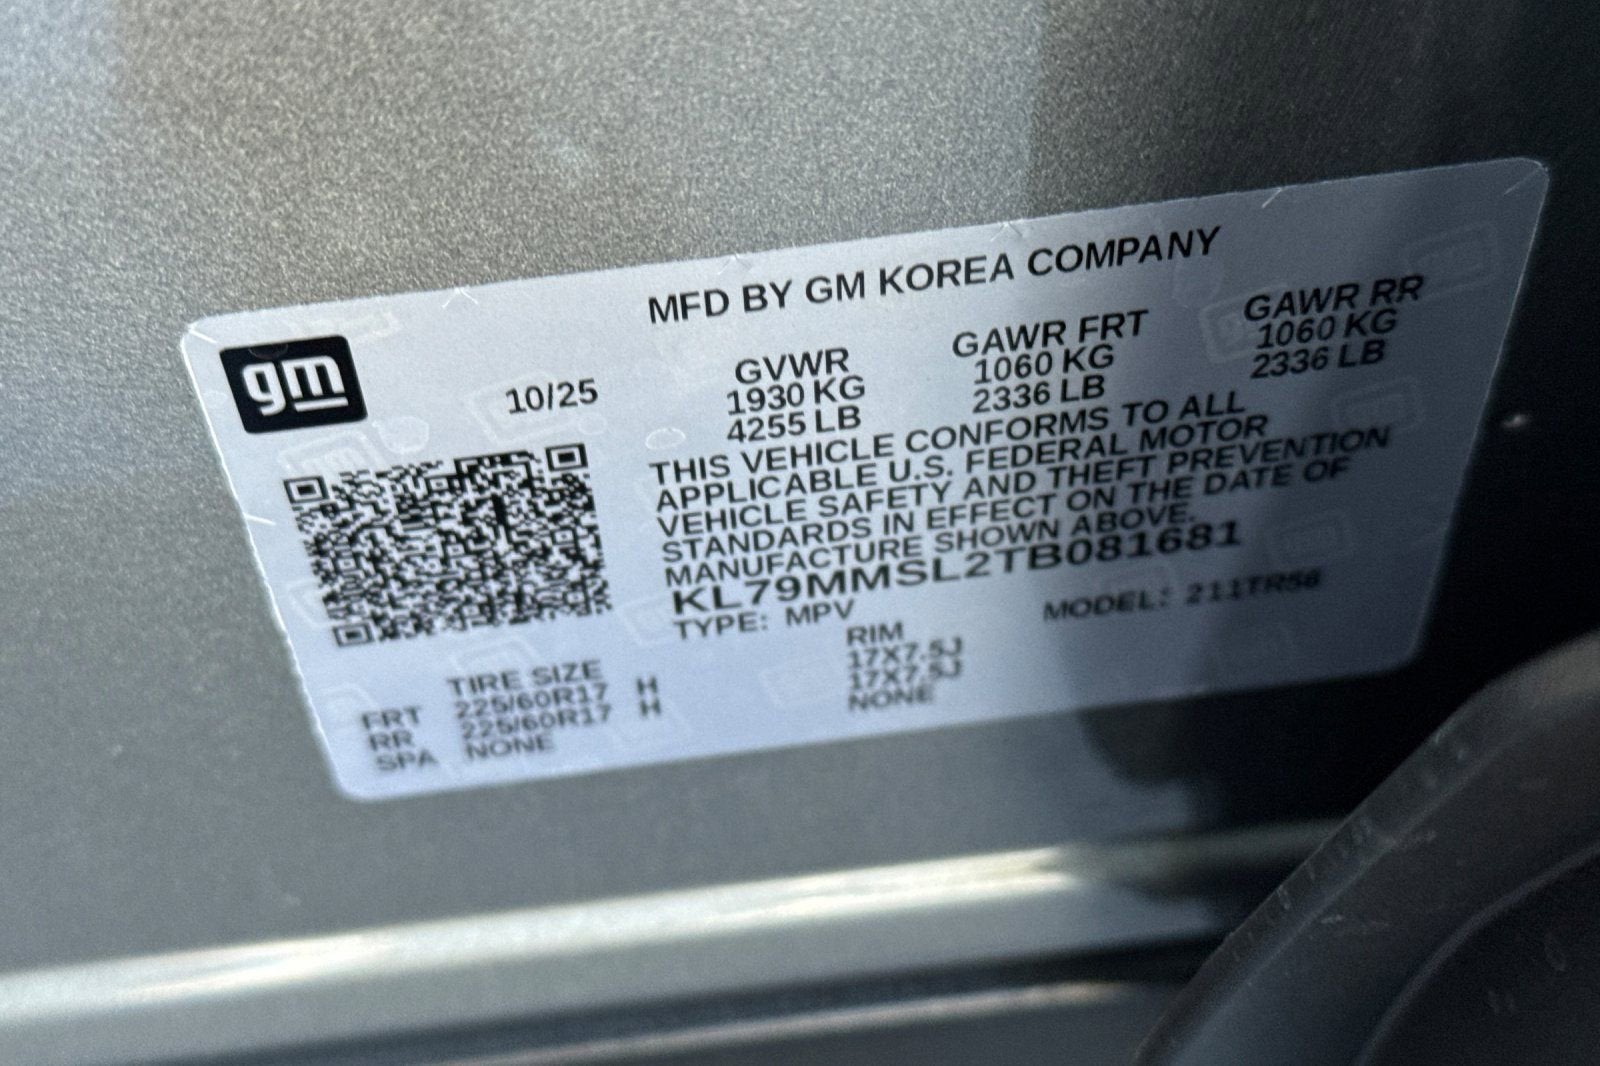 MFD BY GM KOREA COMPANY
gm
10/25
GVWR GAWR FRT GAWR RR
1930 KG 1060 KG 1060 KG
4255 LB 2336 LB 2336 LB
THIS VEHICLE CONFORMS TO ALL
APPLICABLE U.S. FEDERAL MOTOR
VEHICLE SAFETY AND THEFT PREVENTION
STANDARDS IN EFFECT ON THE DATE OF
MANUFACTURE SHOWN ABOVE.
KL79MMSL2TB081681
TYPE: MPV MODEL: 211TR56
TIRE SIZE RIM
FRT 225/60R17 H 17X7.5J
RR 225/60R17 H 17X7.5J
SPA NONE NONE